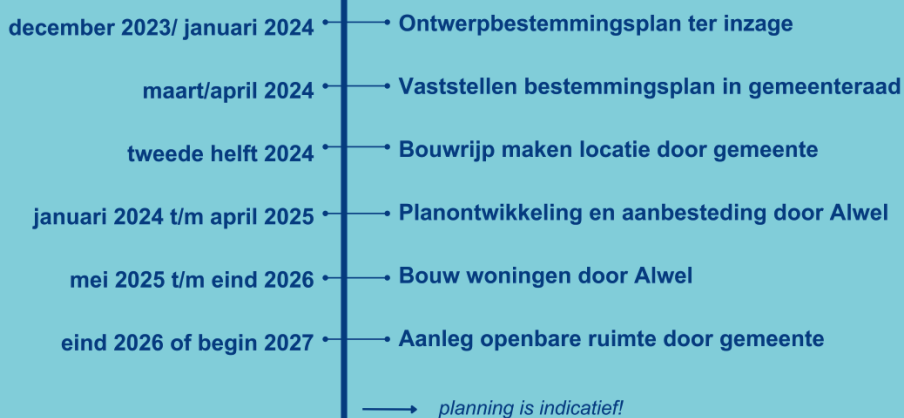 december 2023/ januari 2024 Ontwerpbestemmingsplan ter inzage
maart/april 2024 Vaststellen bestemmingsplan in gemeenteraad
tweede helft 2024 Bouwrijp maken locatie door gemeente
januari 2024 t/m april 2025 Planontwikkeling en aanbesteding door Alwel
mei 2025 t/m eind 2026 Bouw woningen door Alwel
eind 2026 of begin 2027 Aanleg openbare ruimte door gemeente
planning is indicatief!